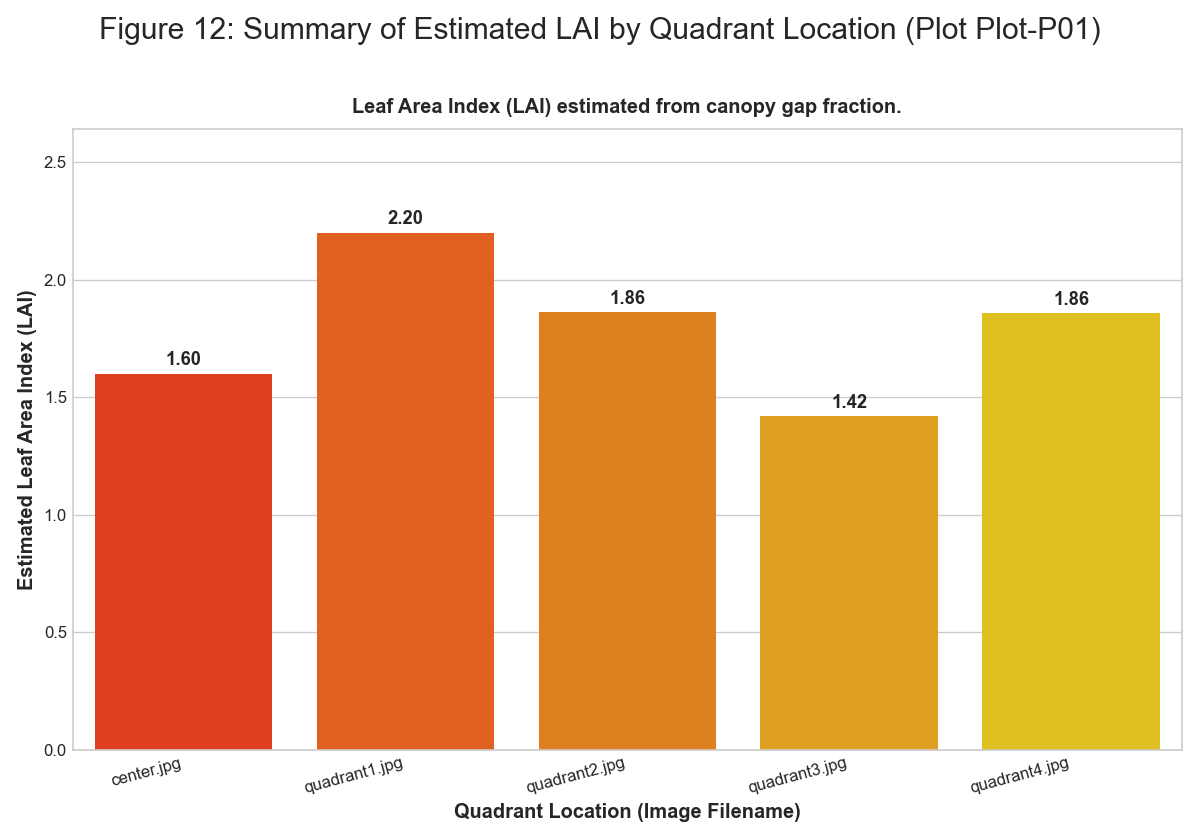 Figure 12: Summary of Estimated LAI by Quadrant Location (Plot Plot-P01)
Leaf Area Index (LAI) estimated from canopy gap fraction.
Estimated Leaf Area Index (LAI)
2.5
2.0
1.5
1.0
0.5
0.0
1.60
2.20
1.86
1.42
1.86
center.jpg
quadrant1.jpg
quadrant2.jpg
quadrant3.jpg
quadrant4.jpg
Quadrant Location (Image Filename)